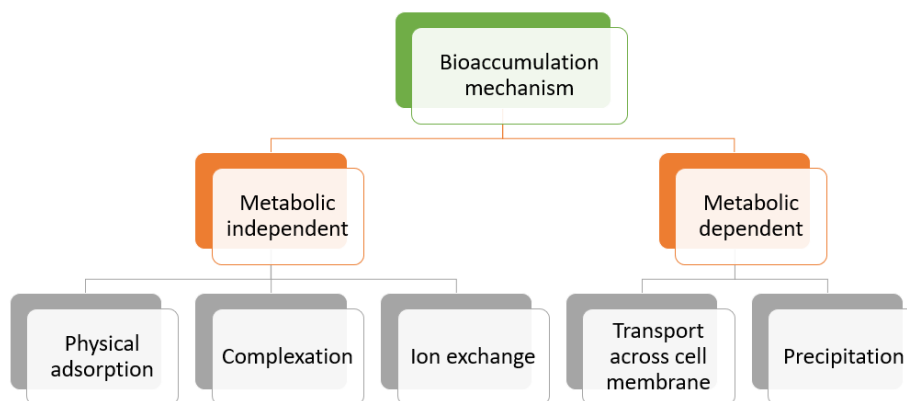 Bioaccumulation
mechanism
Metabolic
independent
Metabolic
dependent
Physical
adsorption
Complexation
Ion exchange
Transport
across cell
membrane
Precipitation